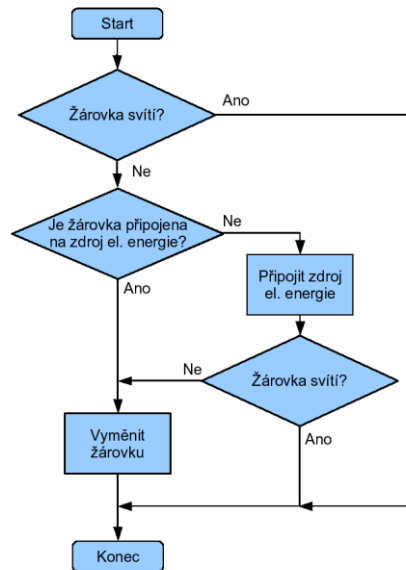 Start
Žárovka svítí?
Ano
Ne
Je žárovka připojena
na zdroj el. energie?
Ne
Ano
Připojit zdroj
el. energie
Žárovka svítí?
Ne
Ano
Vyměnit
žárovku
Konec